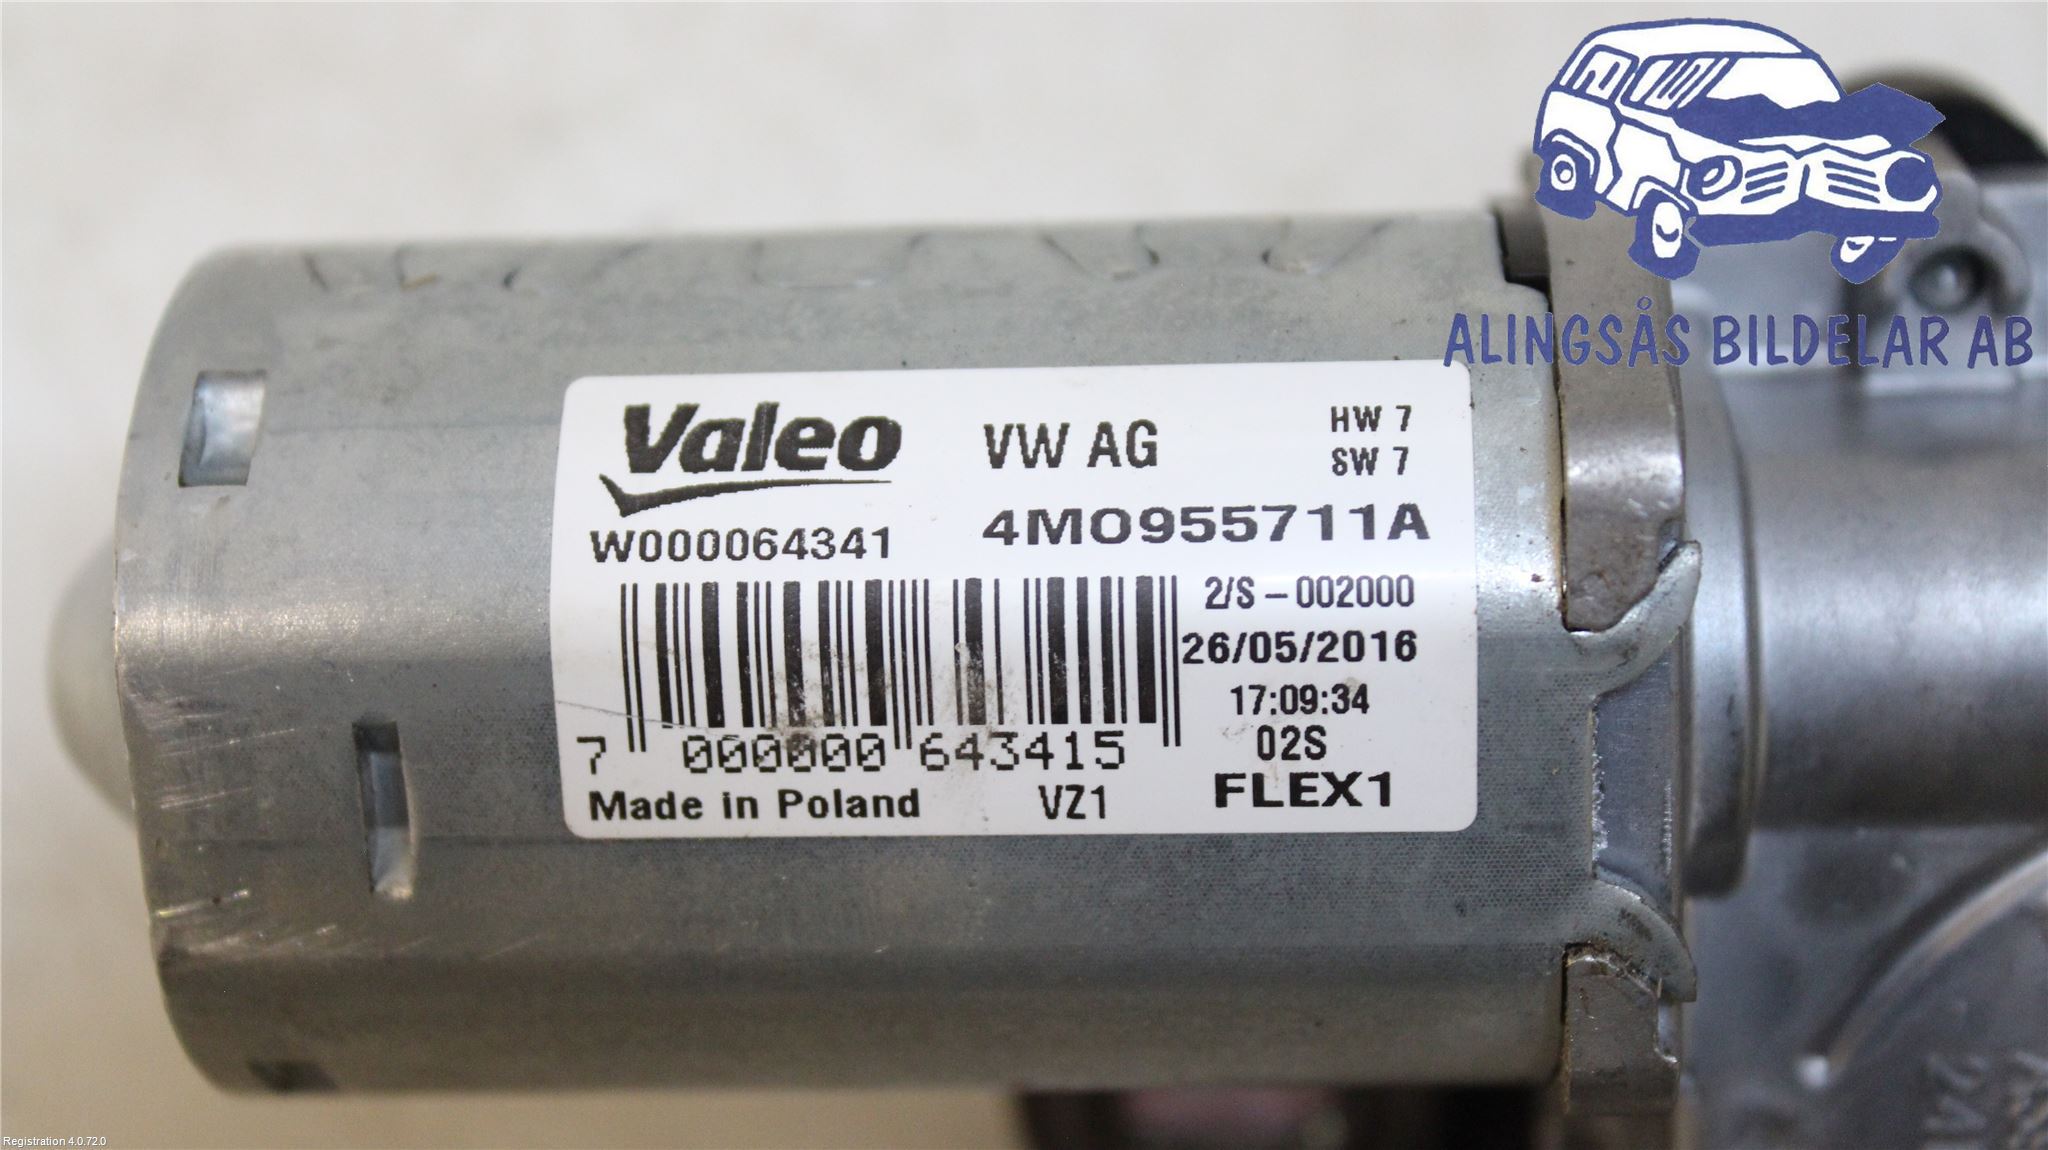 ALINGSÅS BILDELAR AB
Valeo
VW AG
HW 7
SW 7
W000064341
4M0955711A
2/S - 002000
26/05/2016
17:09:34
02S
7 000000 643415
Made in Poland
VZ1
FLEX1
Registration 4.0.72.0